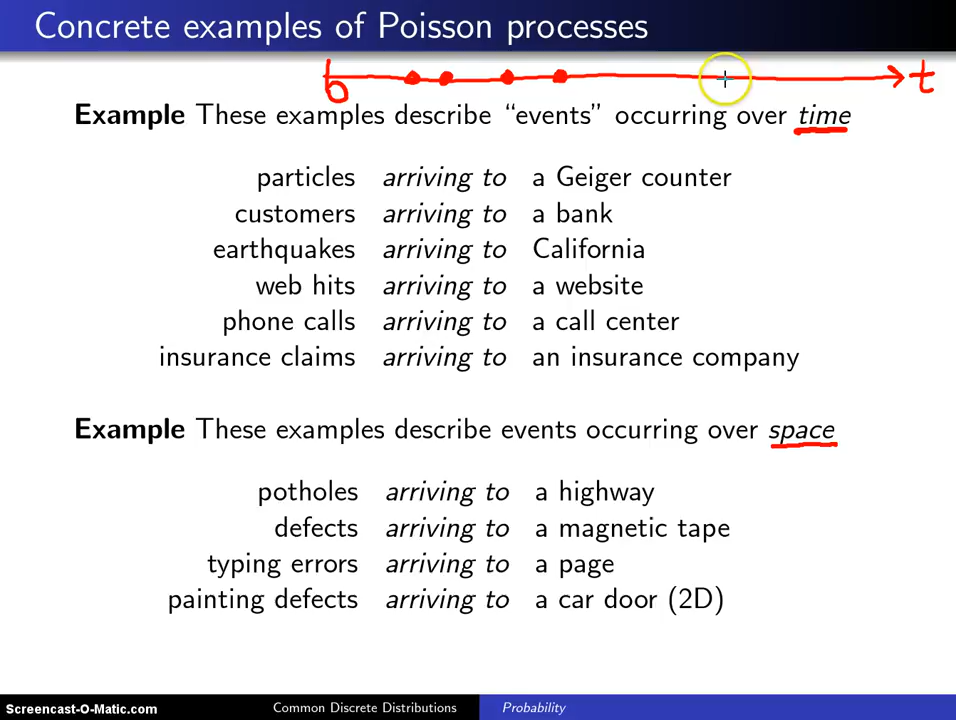 Concrete examples of Poisson processes
0 t
Example These examples describe “events” occurring over time
particles arriving to a Geiger counter
customers arriving to a bank
earthquakes arriving to California
web hits arriving to a website
phone calls arriving to a call center
insurance claims arriving to an insurance company
Example These examples describe events occurring over space
potholes arriving to a highway
defects arriving to a magnetic tape
typing errors arriving to a page
painting defects arriving to a car door (2D)
Screencast-O-Matic.com Common Discrete Distributions Probability